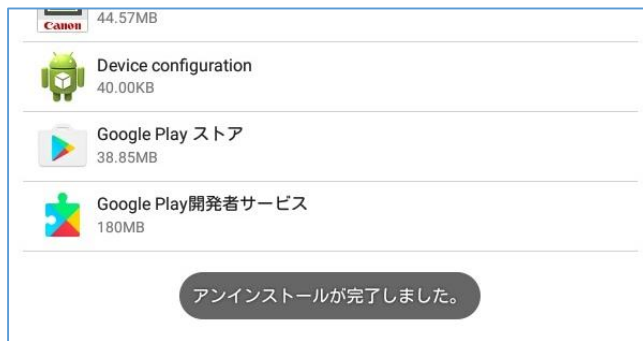 Canon
44.57MB
Device configuration
40.00KB
Google Play ストア
38.85MB
Google Play開発者サービス
180MB
アンインストールが完了しました。